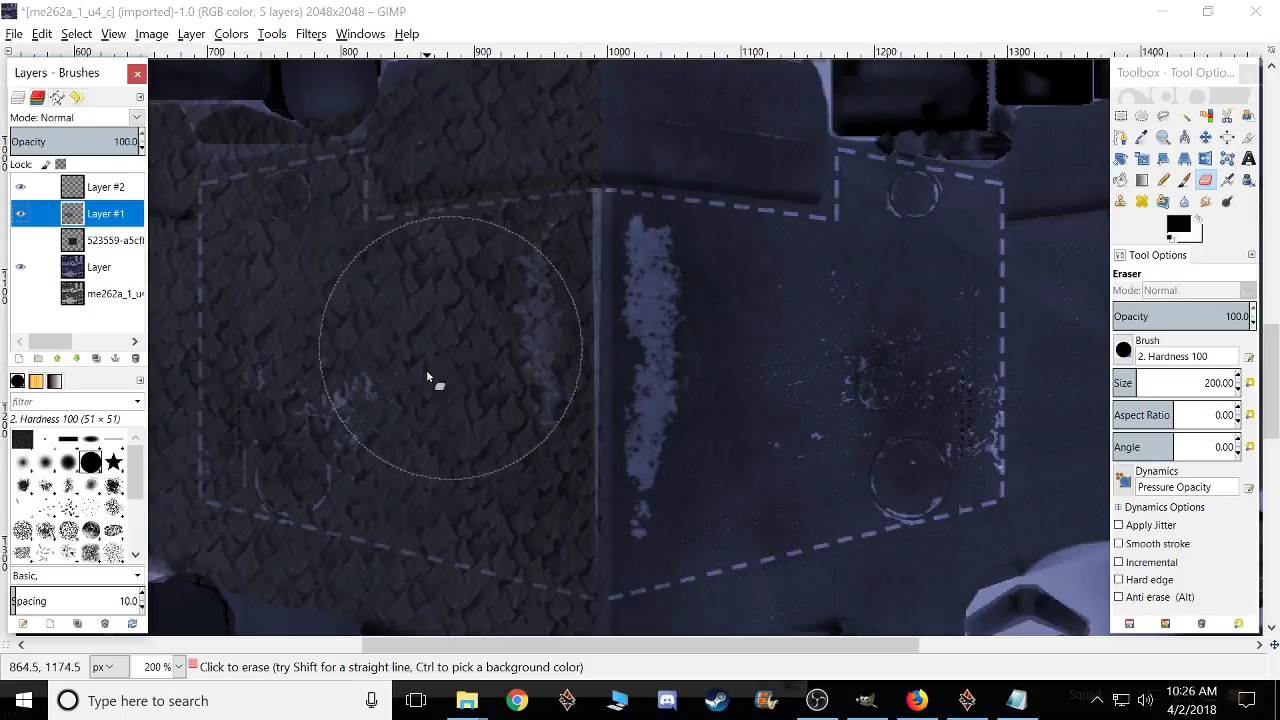 *[me262a_1_u4_c] (imported)-1.0 (RGB color, 5 layers) 2048x2048 – GIMP
File Edit Select View Image Layer Colors Tools Filters Windows Help
600 700 800 900 1000 1100 1200 1300 1400
Layers - Brushes
Mode: Normal
Opacity 100.0
Lock:
Layer #2
Layer #1
523559-a5cf
Layer
me262a_1_u4
filter
2. Hardness 100 (51 × 51)
Basic,
Spacing 10.0
Toolbox - Tool Optio...
Tool Options
Eraser
Mode: Normal
Opacity 100.0
Brush
2. Hardness 100
Size 200.00
Aspect Ratio 0.00
Angle 0.00
Dynamics
Pressure Opacity
Dynamics Options
Apply Jitter
Smooth stroke
Incremental
Hard edge
Anti erase (Alt)
864.5, 1174.5 px 200 % Click to erase (try Shift for a straight line, Ctrl to pick a background color)
Type here to search
Squad
10:26 AM
4/2/2018